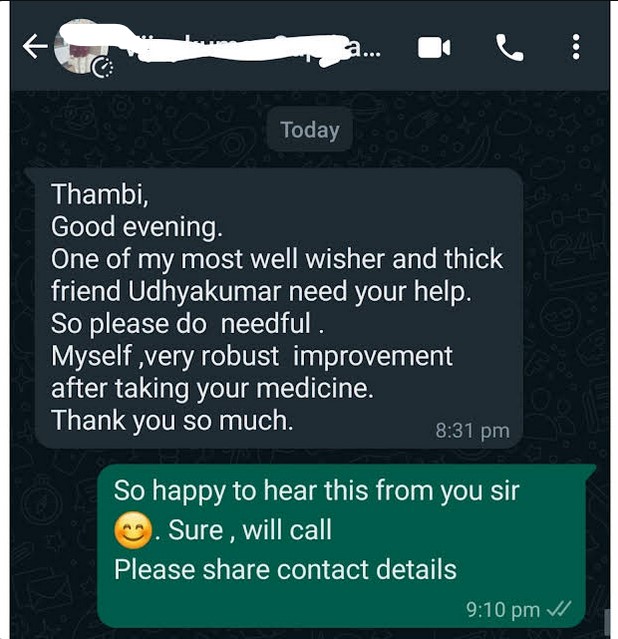 Today
Thambi,
Good evening.
One of my most well wisher and thick
friend Udhyakumar need your help.
So please do needful .
Myself ,very robust improvement
after taking your medicine.
Thank you so much.
8:31 pm
So happy to hear this from you sir
😊. Sure , will call
Please share contact details
9:10 pm